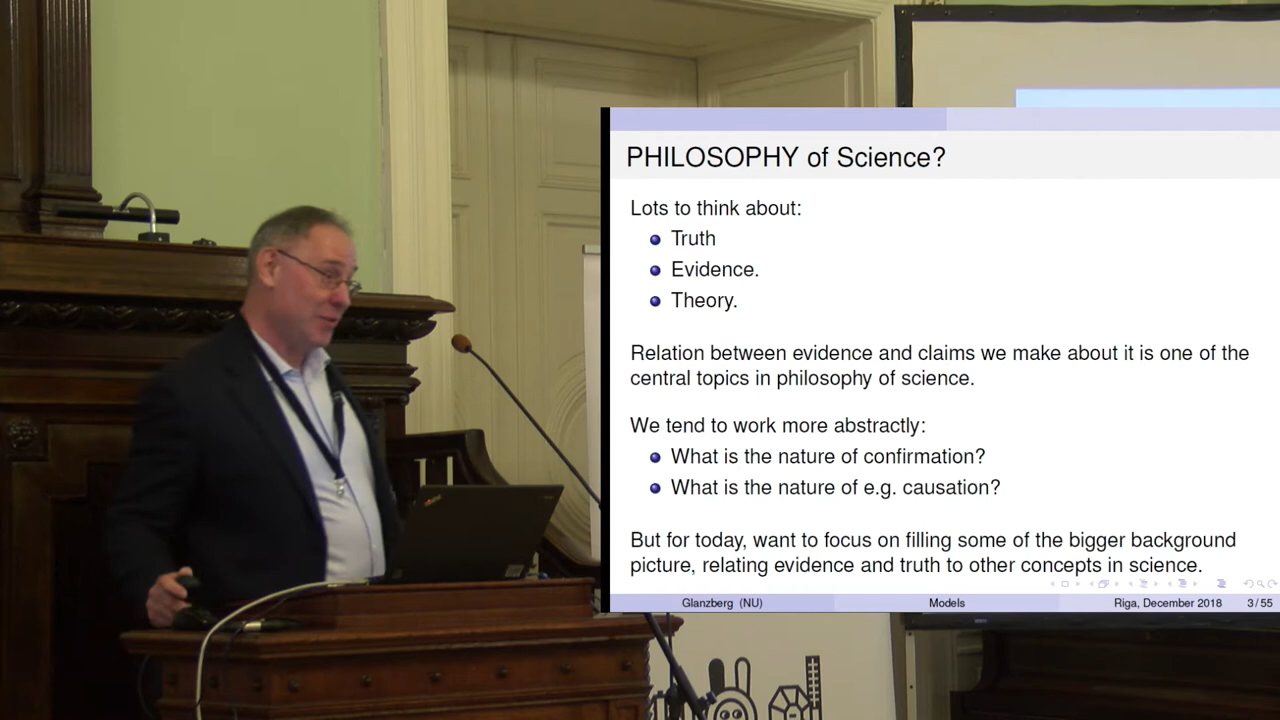 PHILOSOPHY of Science?
Lots to think about:
Truth
Evidence.
Theory.
Relation between evidence and claims we make about it is one of the
central topics in philosophy of science.
We tend to work more abstractly:
What is the nature of confirmation?
What is the nature of e.g. causation?
But for today, want to focus on filling some of the bigger background
picture, relating evidence and truth to other concepts in science.
Glanzberg (NU) Models Riga, December 2018 3 / 55